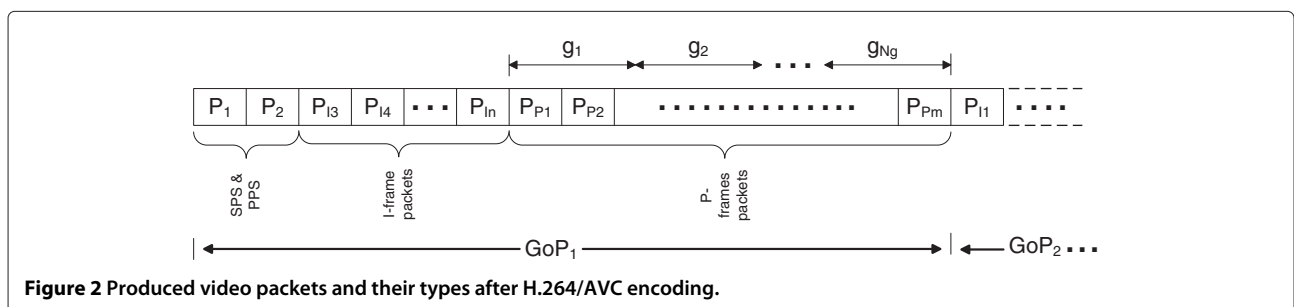 g1 g2 ▪ ▪ ▪ gNg
P1 P2 PI3 PI4 ▪ ▪ ▪ PIn PP1 PP2 ▪ ▪ ▪ ▪ ▪ ▪ ▪ ▪ ▪ ▪ ▪ ▪ ▪ ▪ PPm PI1 ▪ ▪ ▪ ▪
SPS &
PPS
I-frame
packets
P-
frames
packets
GoP1 GoP2 ▪ ▪ ▪
Figure 2 Produced video packets and their types after H.264/AVC encoding.